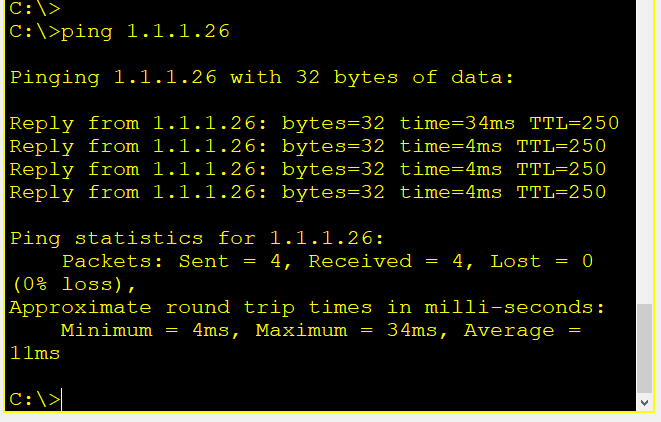 C:\>
C:\>ping 1.1.1.26
Pinging 1.1.1.26 with 32 bytes of data:
Reply from 1.1.1.26: bytes=32 time=34ms TTL=250
Reply from 1.1.1.26: bytes=32 time=4ms TTL=250
Reply from 1.1.1.26: bytes=32 time=4ms TTL=250
Reply from 1.1.1.26: bytes=32 time=4ms TTL=250
Ping statistics for 1.1.1.26:
Packets: Sent = 4, Received = 4, Lost = 0
(0% loss),
Approximate round trip times in milli-seconds:
Minimum = 4ms, Maximum = 34ms, Average =
11ms
C:\>